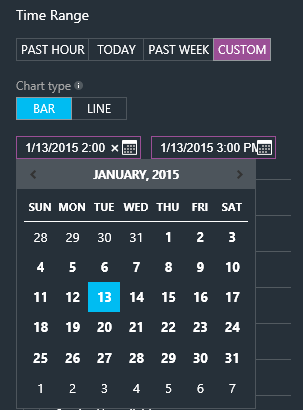 Time Range
PAST HOUR TODAY PAST WEEK CUSTOM
Chart type
BAR LINE
1/13/2015 2:00 × 1/13/2015 3:00 PM
JANUARY, 2015
SUN MON TUE WED THU FRI SAT
28 29 30 31 1 2 3
4 5 6 7 8 9 10
11 12 13 14 15 16 17
18 19 20 21 22 23 24
25 26 27 28 29 30 31
1 2 3 4 5 6 7